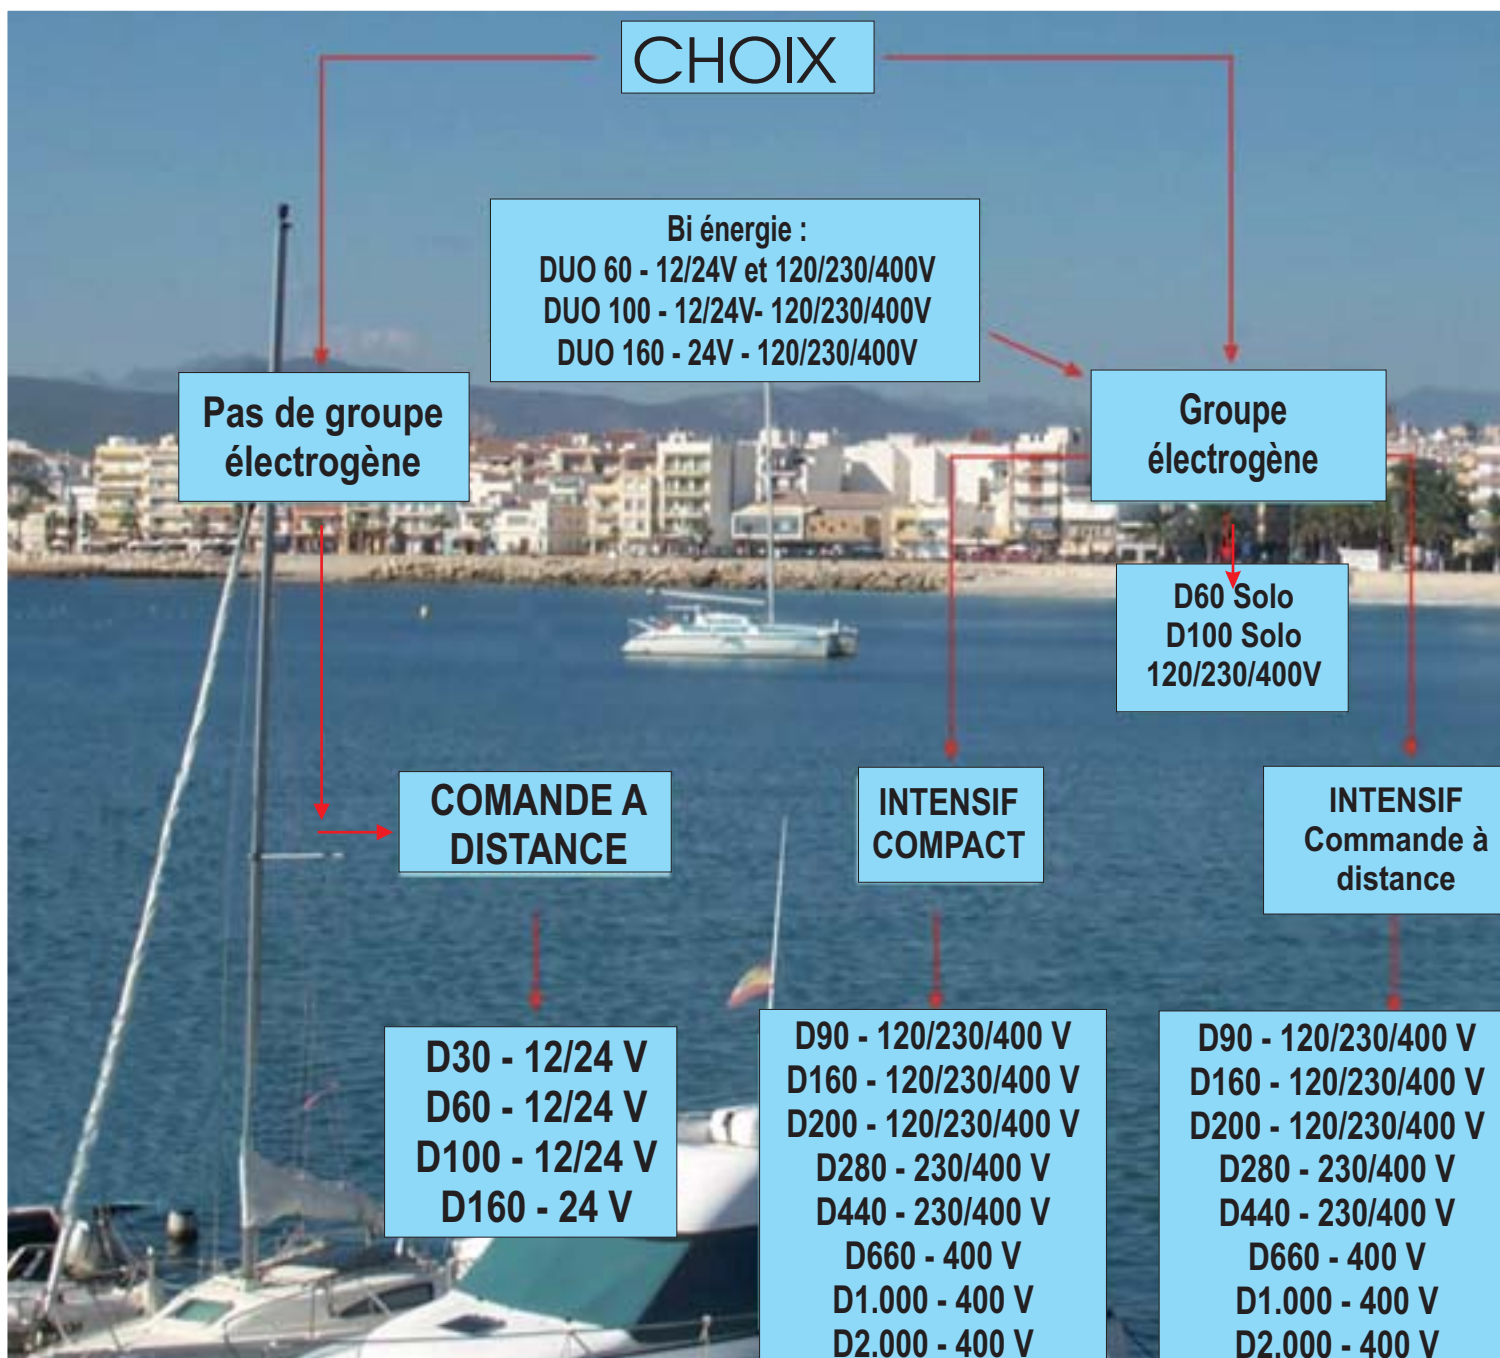 CHOIX
Bi énergie :
DUO 60 - 12/24V et 120/230/400V
DUO 100 - 12/24V- 120/230/400V
DUO 160 - 24V - 120/230/400V
Pas de groupe
électrogène
Groupe
électrogène
D60 Solo
D100 Solo
120/230/400V
COMANDE A
DISTANCE
INTENSIF
COMPACT
INTENSIF
Commande à
distance
D30 - 12/24 V
D60 - 12/24 V
D100 - 12/24 V
D160 - 24 V
D90 - 120/230/400 V
D160 - 120/230/400 V
D200 - 120/230/400 V
D280 - 230/400 V
D440 - 230/400 V
D660 - 400 V
D1.000 - 400 V
D2.000 - 400 V
D90 - 120/230/400 V
D160 - 120/230/400 V
D200 - 120/230/400 V
D280 - 230/400 V
D440 - 230/400 V
D660 - 400 V
D1.000 - 400 V
D2.000 - 400 V